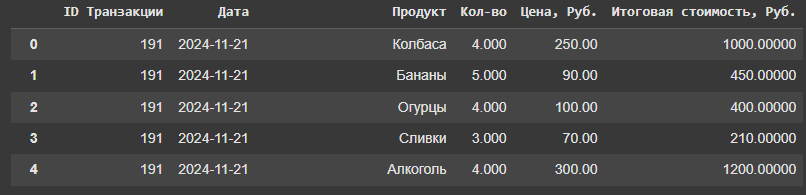 ID Транзакции Дата Продукт Кол-во Цена, Руб. Итоговая стоимость, Руб.
0 191 2024-11-21 Колбаса 4.000 250.00 1000.00000
1 191 2024-11-21 Бананы 5.000 90.00 450.00000
2 191 2024-11-21 Огурцы 4.000 100.00 400.00000
3 191 2024-11-21 Сливки 3.000 70.00 210.00000
4 191 2024-11-21 Алкоголь 4.000 300.00 1200.00000